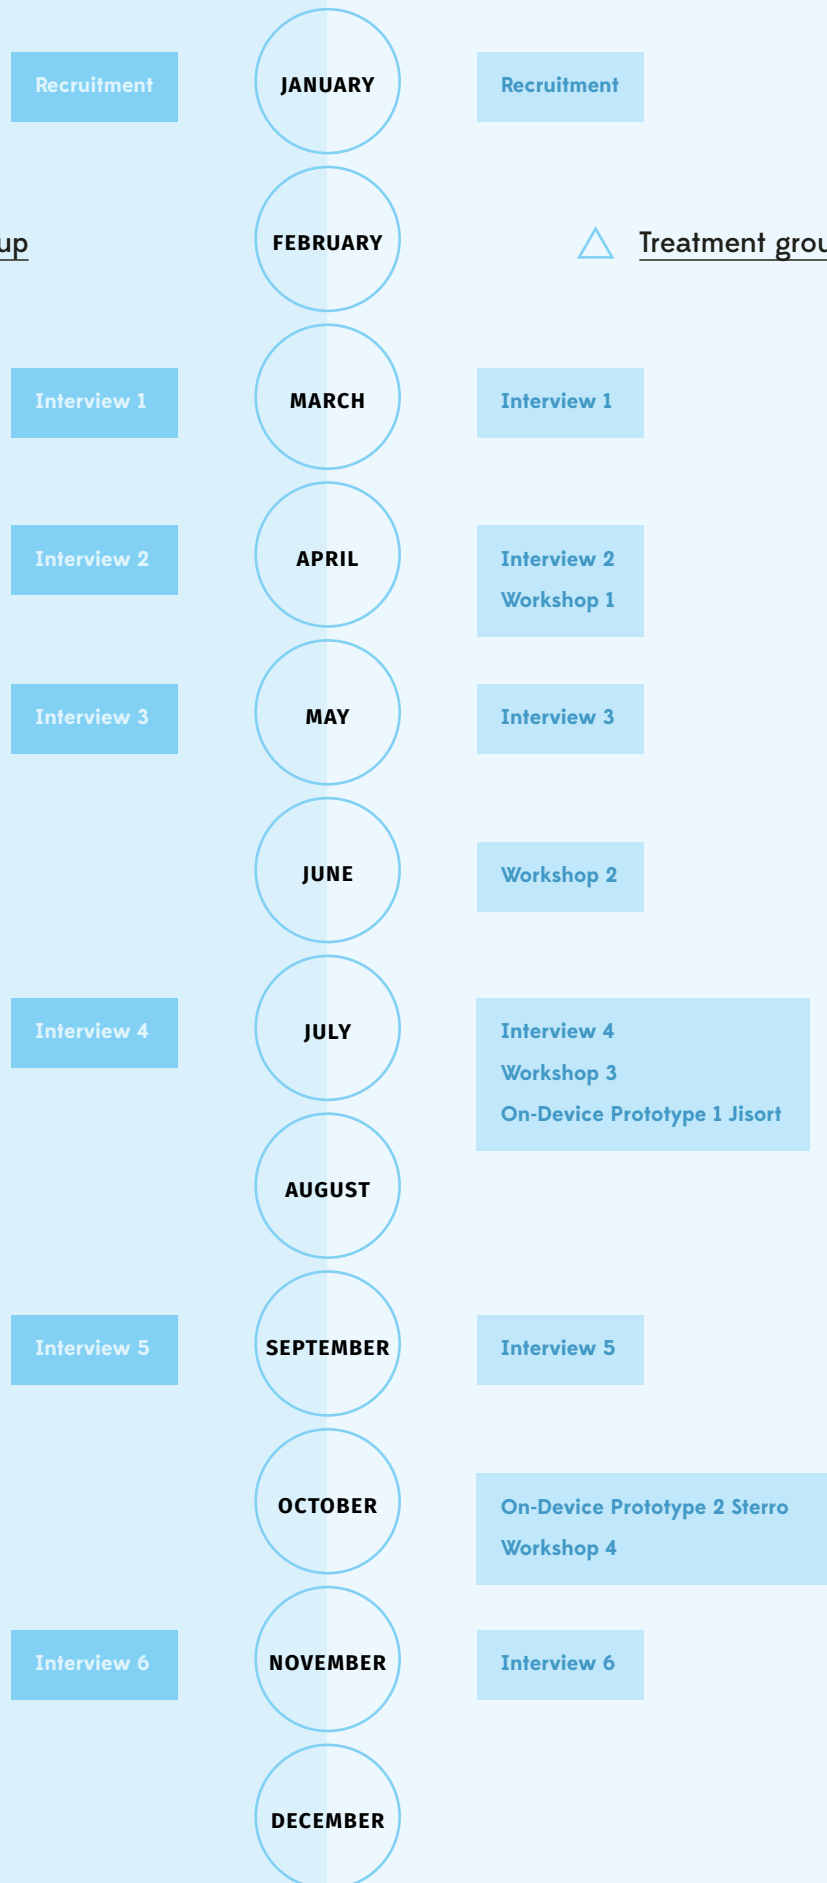 Recruitment
JANUARY
Recruitment
up
FEBRUARY
Treatment grou
Interview 1
MARCH
Interview 1
Interview 2
APRIL
Interview 2
Workshop 1
Interview 3
MAY
Interview 3
JUNE
Workshop 2
Interview 4
JULY
Interview 4
Workshop 3
On-Device Prototype 1 Jisort
AUGUST
Interview 5
SEPTEMBER
Interview 5
OCTOBER
On-Device Prototype 2 Sterro
Workshop 4
Interview 6
NOVEMBER
Interview 6
DECEMBER